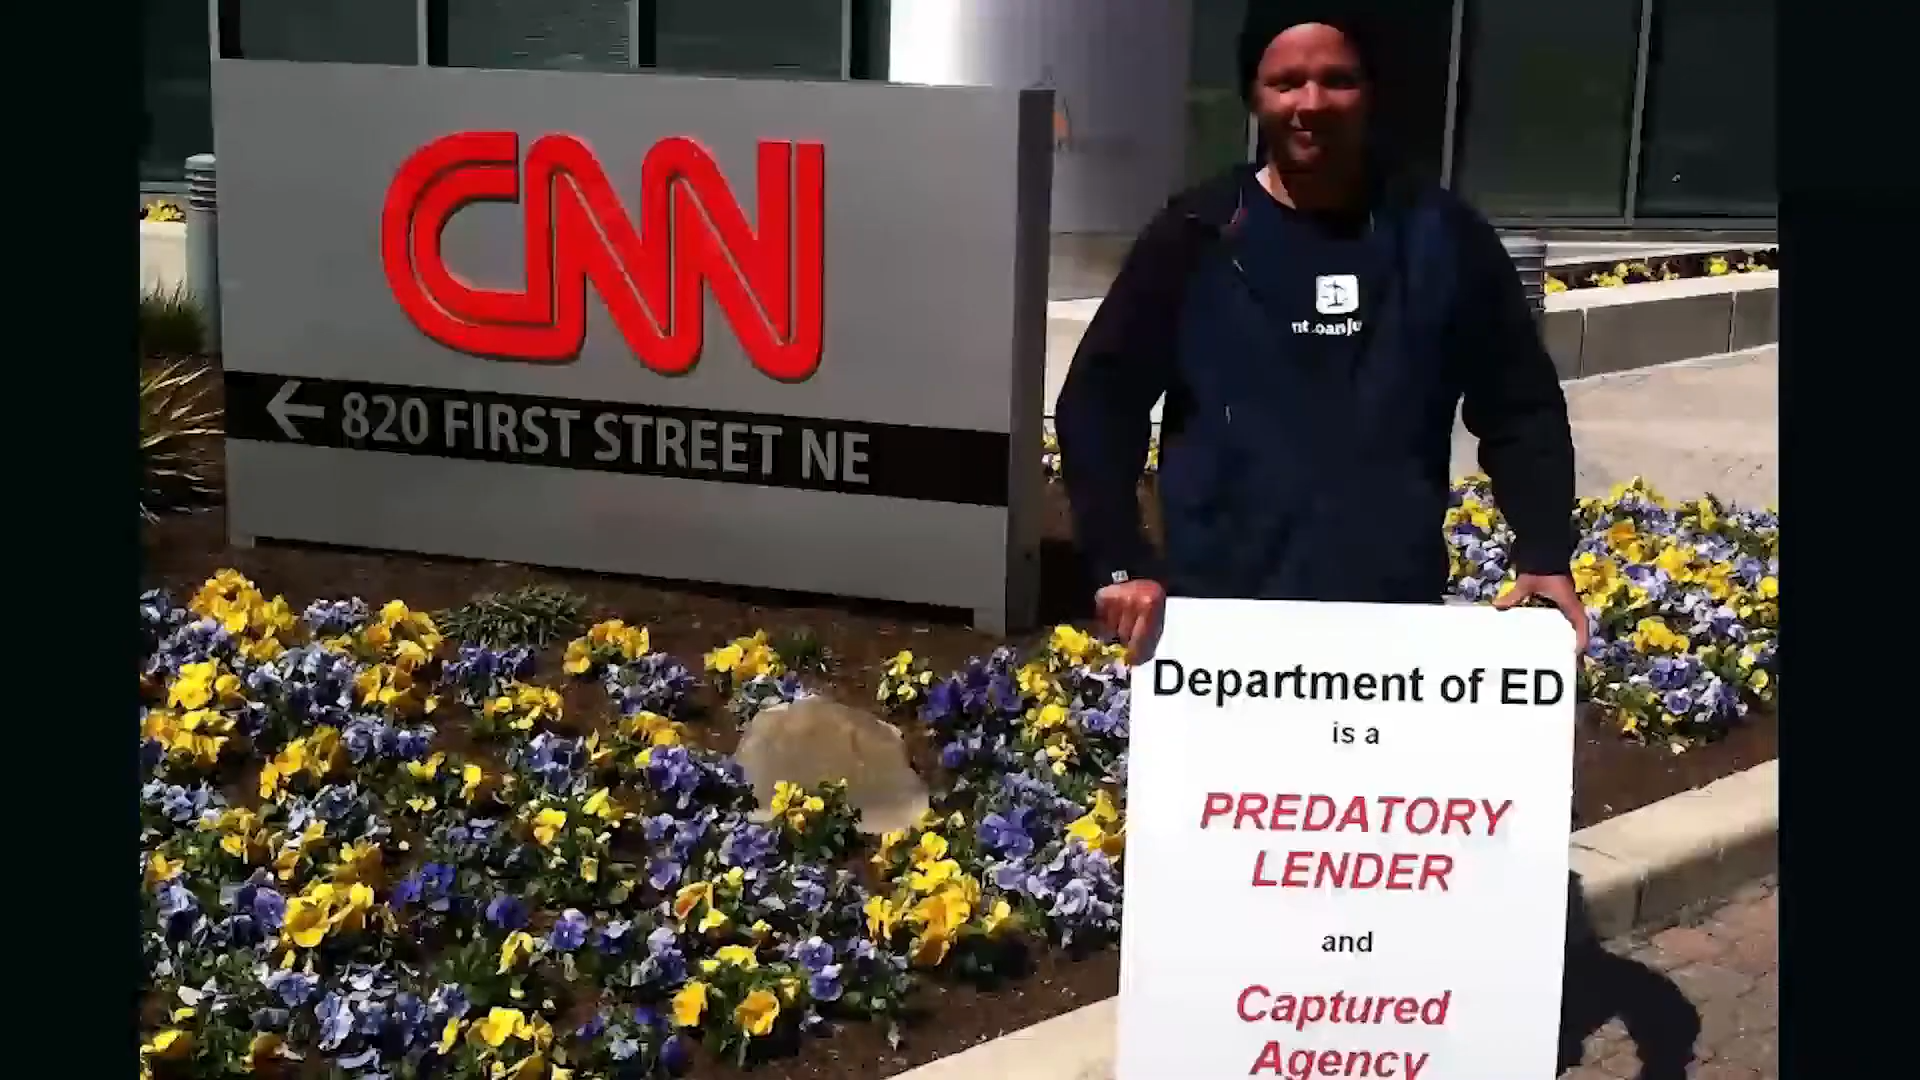 CNN
← 820 FIRST STREET NE
Department of ED
is a
PREDATORY
LENDER
and
Captured
Agency